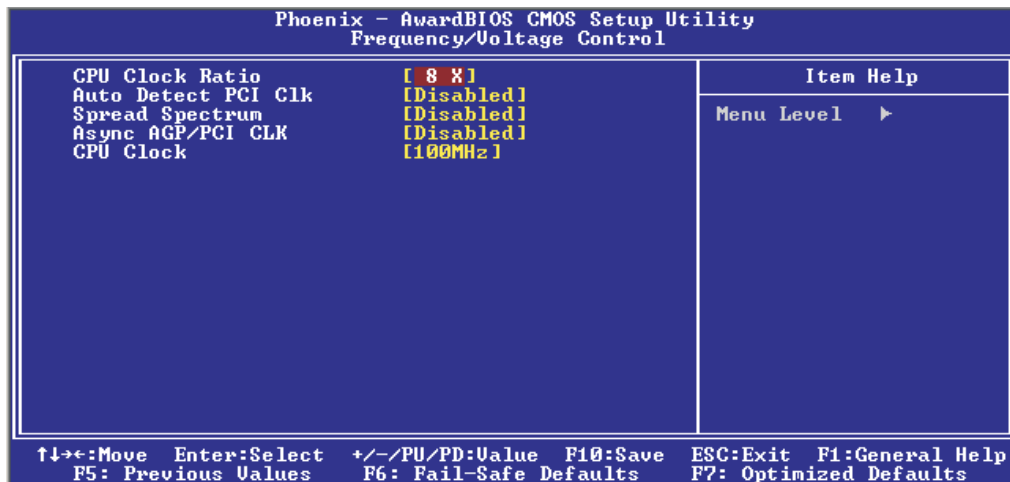 Phoenix - AwardBIOS CMOS Setup Utility
Frequency/Voltage Control
CPU Clock Ratio [ 8 X]
Auto Detect PCI Clk [Disabled]
Spread Spectrum [Disabled]
Async AGP/PCI CLK [Disabled]
CPU Clock [100MHz]
Item Help
Menu Level ►
↑↓→←:Move Enter:Select +/-/PU/PD:Value F10:Save ESC:Exit F1:General Help
F5: Previous Values F6: Fail-Safe Defaults F7: Optimized Defaults